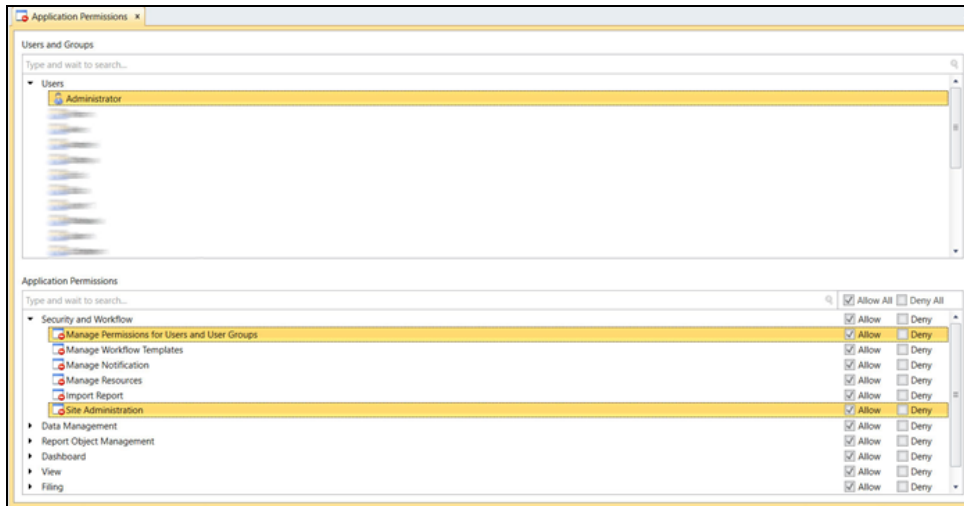 Application Permissions x
Users and Groups
Type and wait to search...
Users
Administrator
Application Permissions
Type and wait to search... Allow All Deny All
Security and Workflow Allow Deny
Manage Permissions for Users and User Groups Allow Deny
Manage Workflow Templates Allow Deny
Manage Notification Allow Deny
Manage Resources Allow Deny
Import Report Allow Deny
Site Administration Allow Deny
Data Management Allow Deny
Report Object Management Allow Deny
Dashboard Allow Deny
View Allow Deny
Filing Allow Deny